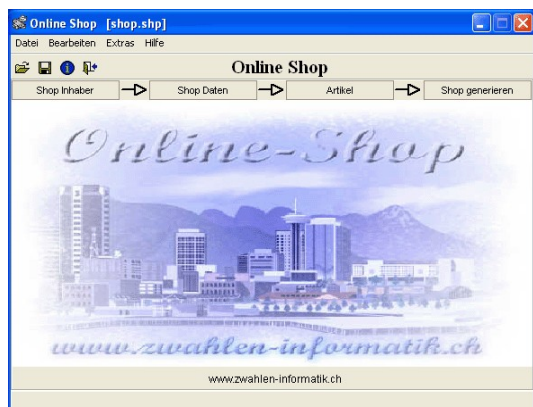 Online Shop [shop.shp]
Datei Bearbeiten Extras Hilfe
Online Shop
Shop Inhaber Shop Daten Artikel Shop generieren
Online-Shop
www.zwahlen-informatik.ch
www.zwahlen-informatik.ch